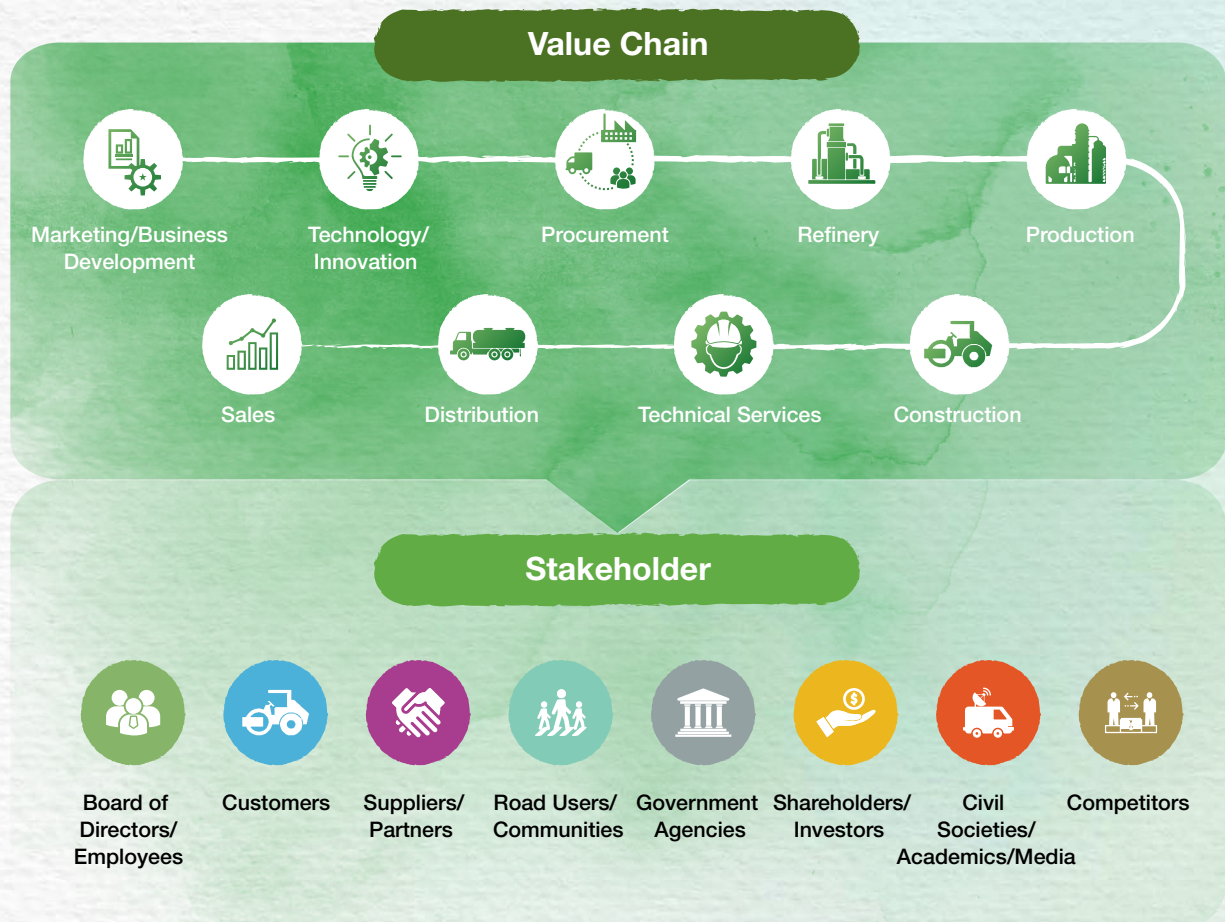 Value Chain
Marketing/Business
Development
Technology/
Innovation
Procurement
Refinery
Production
Sales
Distribution
Technical Services
Construction
Stakeholder
Board of
Directors/
Employees
Customers
Suppliers/
Partners
Road Users/
Communities
Government
Agencies
Shareholders/
Investors
Civil
Societies/
Academics/Media
Competitors